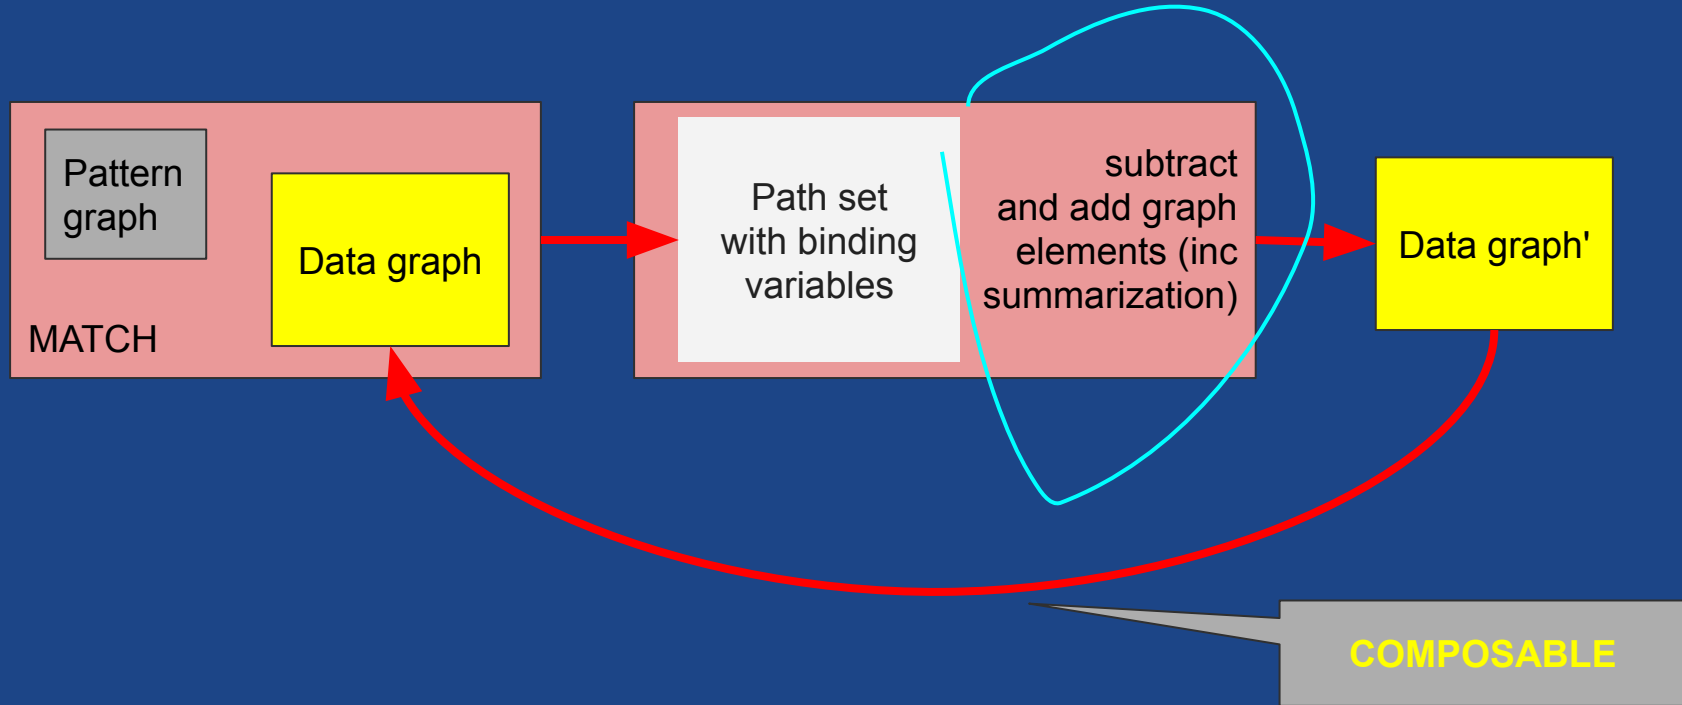 Pattern
graph
Data graph
MATCH
Path set
with binding
variables
subtract
and add graph
elements (inc
summarization)
Data graph'
COMPOSABLE